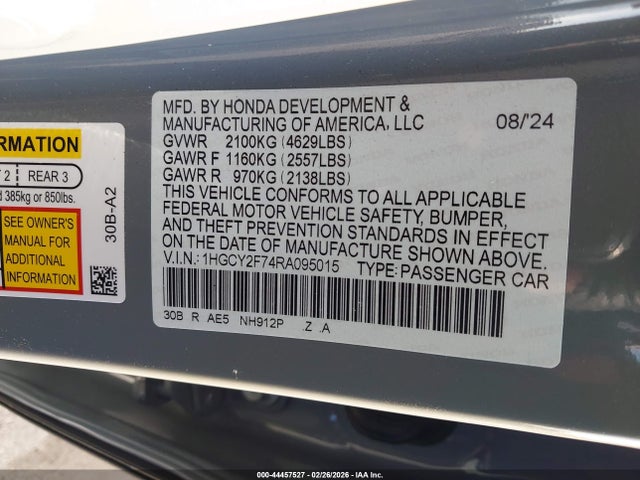 MFD. BY HONDA DEVELOPMENT &
MANUFACTURING OF AMERICA, LLC 08/'24
GVWR 2100KG (4629LBS)
GAWR F 1160KG (2557LBS)
GAWR R 970KG (2138LBS)
THIS VEHICLE CONFORMS TO ALL APPLICABLE
FEDERAL MOTOR VEHICLE SAFETY, BUMPER,
AND THEFT PREVENTION STANDARDS IN EFFECT
ON THE DATE OF MANUFACTURE SHOWN ABOVE.
V.I.N.: 1HGCY2F74RA095015 TYPE: PASSENGER CAR
30B R AE5 NH912P .Z .A
ORMATION
2 REAR 3
385kg or 850lbs.
SEE OWNER'S
MANUAL FOR
ADDITIONAL
INFORMATION
30B-A2
000-44457527 | 02/26/2026 - IAA Corp.